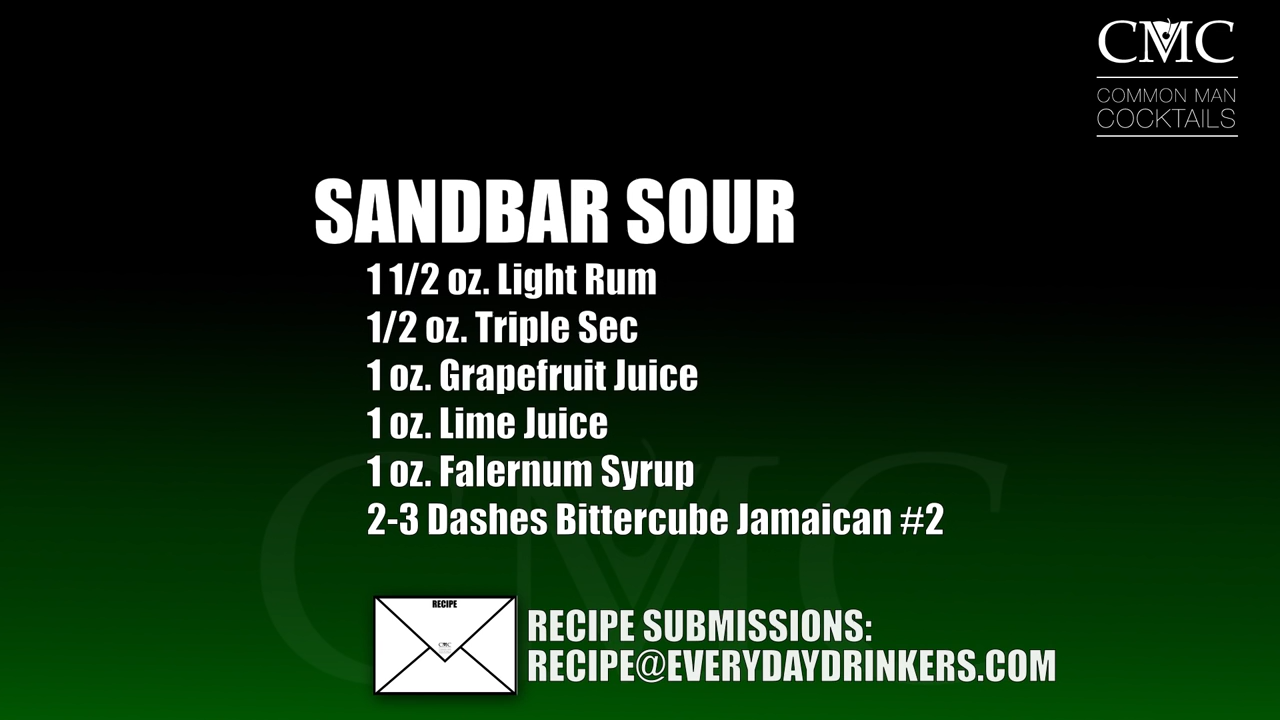 CMC
COMMON MAN
COCKTAILS
SANDBAR SOUR
1 1/2 oz. Light Rum
1/2 oz. Triple Sec
1 oz. Grapefruit Juice
1 oz. Lime Juice
1 oz. Falernum Syrup
2-3 Dashes Bittercube Jamaican #2
CMC
RECIPE
CMC
RECIPE SUBMISSIONS:
RECIPE@EVERYDAYDRINKERS.COM